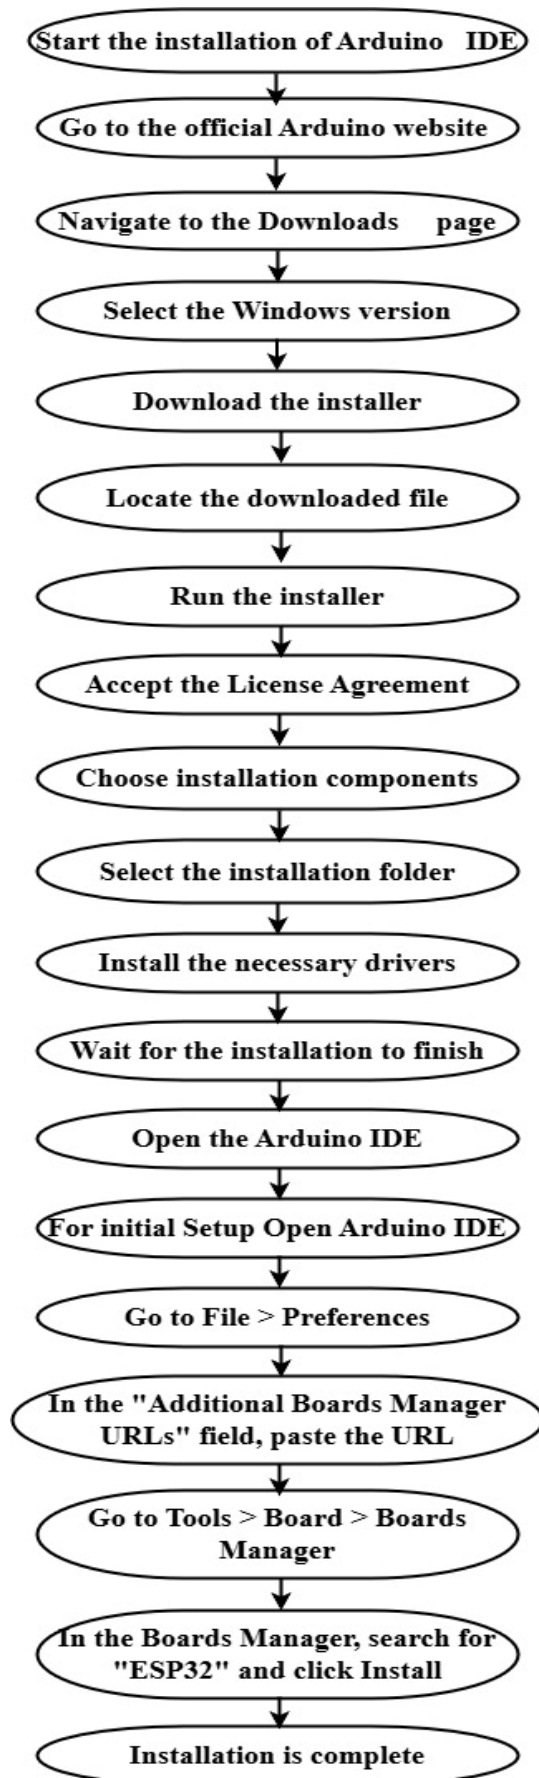 Start the installation of Arduino IDE
Go to the official Arduino website
Navigate to the Downloads page
Select the Windows version
Download the installer
Locate the downloaded file
Run the installer
Accept the License Agreement
Choose installation components
Select the installation folder
Install the necessary drivers
Wait for the installation to finish
Open the Arduino IDE
For initial Setup Open Arduino IDE
Go to File > Preferences
In the "Additional Boards Manager
URLs" field, paste the URL
Go to Tools > Board > Boards
Manager
In the Boards Manager, search for
"ESP32" and click Install
Installation is complete